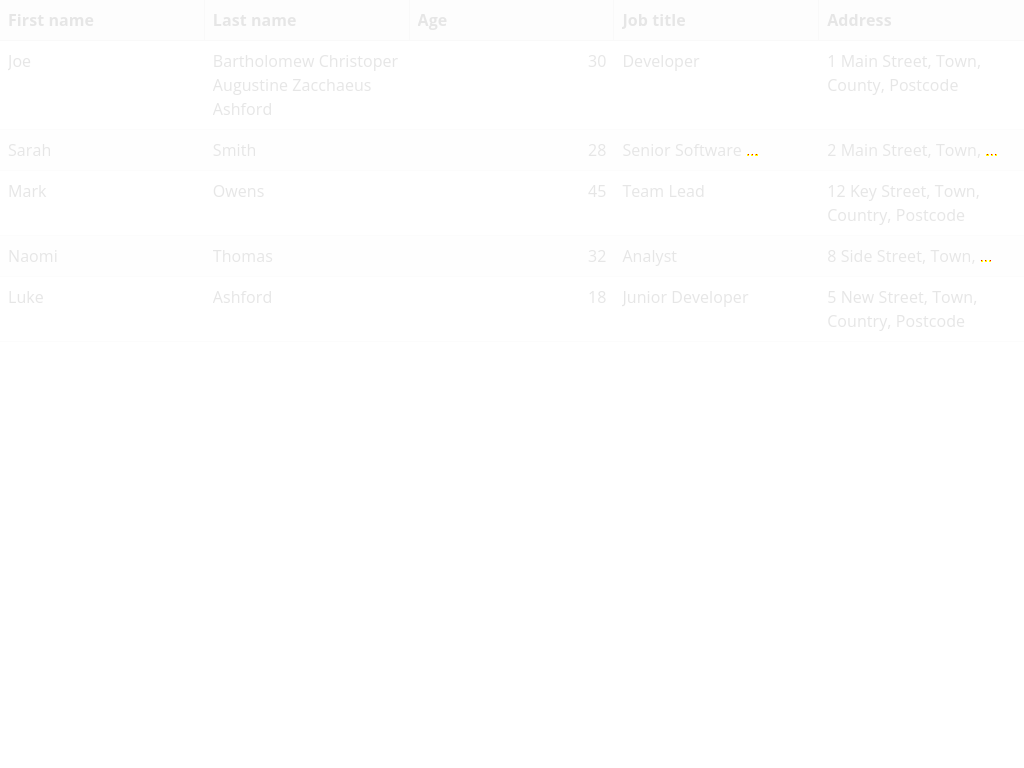 First name Last name Age Job title Address
Joe Bartholomew Christoper 30 Developer 1 Main Street, Town,
Augustine Zacchaeus County, Postcode
Ashford
Sarah Smith 28 Senior Software ... 2 Main Street, Town, ...
Mark Owens 45 Team Lead 12 Key Street, Town,
Country, Postcode
Naomi Thomas 32 Analyst 8 Side Street, Town, ...
Luke Ashford 18 Junior Developer 5 New Street, Town,
Country, Postcode